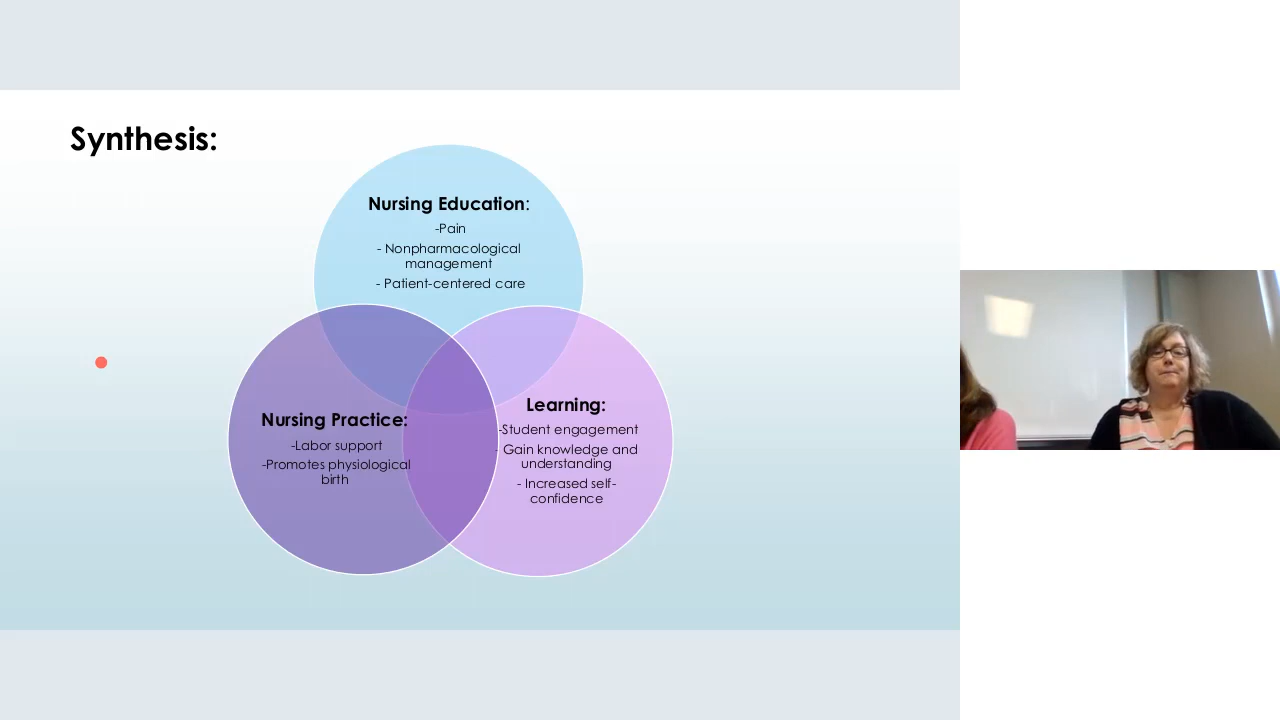 Synthesis:
Nursing Education:
-Pain
- Nonpharmacological
management
- Patient-centered care
Nursing Practice:
-Labor support
-Promotes physiological
birth
Learning:
-Student engagement
- Gain knowledge and
understanding
- Increased self-
confidence